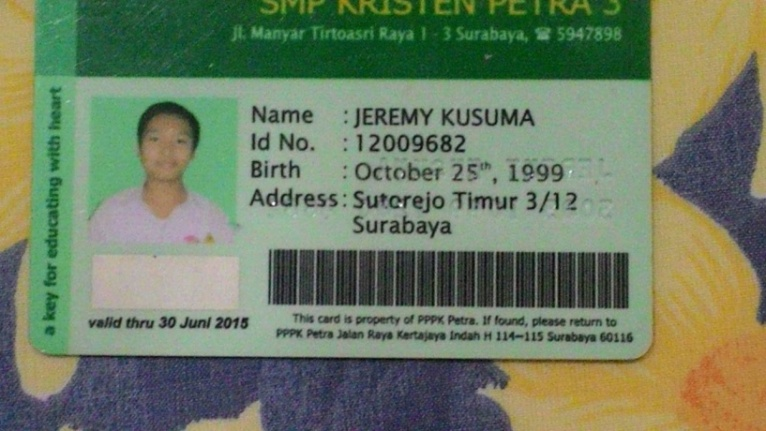 SMP KRISTEN PETRA 3
Jl. Manyar Tirtoasri Raya 1 - 3 Surabaya, ☎ 5947898
a key for educating with heart
Name : JEREMY KUSUMA
Id No. : 12009682
Birth : October 25th, 1999
Address : Sutorejo Timur 3/12
Surabaya
valid thru 30 Juni 2015
This card is property of PPPK Petra. If found, please return to
PPPK Petra Jalan Raya Kertajaya Indah H 114-115 Surabaya 60116